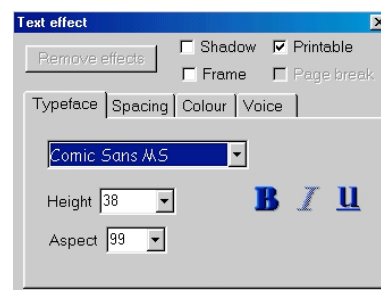 Text effect
Remove effects
Shadow Printable
Frame Page break
Typeface Spacing Colour Voice
Comic Sans MS
Height 38
B I U
Aspect 99